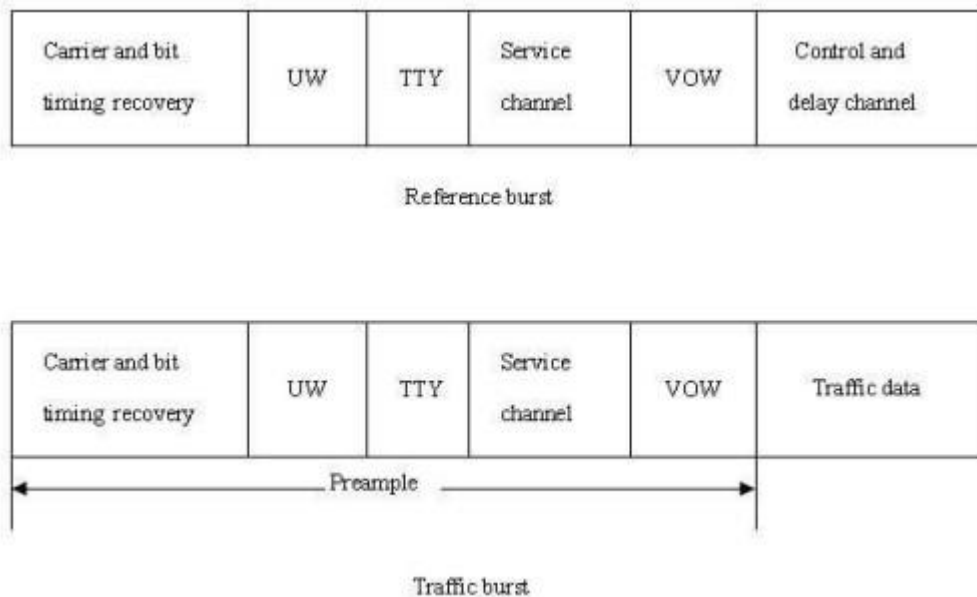 Carrier and bit
timing recovery
UW
TTY
Service
channel
VOW
Control and
delay channel
Reference burst
Carrier and bit
timing recovery
UW
TTY
Service
channel
VOW
Traffic data
Preample
Traffic burst